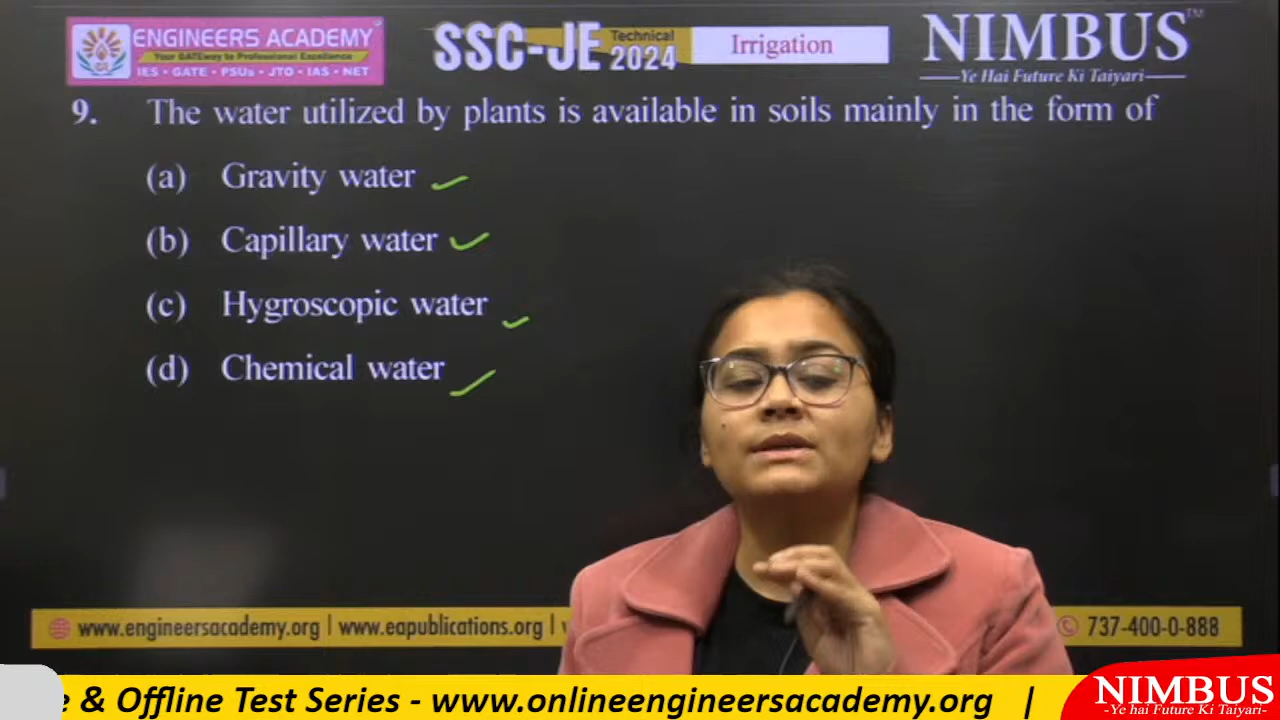 ENGINEERS ACADEMY
Your GATEway to Professional Excellence
IES • GATE • PSUs • JTO • IAS • NET
SSC-JE Technical 2024
Irrigation
NIMBUS™
Ye Hai Future Ki Taiyari
9. The water utilized by plants is available in soils mainly in the form of
(a) Gravity water
(b) Capillary water
(c) Hygroscopic water
(d) Chemical water
www.engineersacademy.org | www.eapublications.org |
737-400-0-888
e & Offline Test Series - www.onlineengineersacademy.org |
NIMBUS
-Ye hai Future Ki Taiyari-